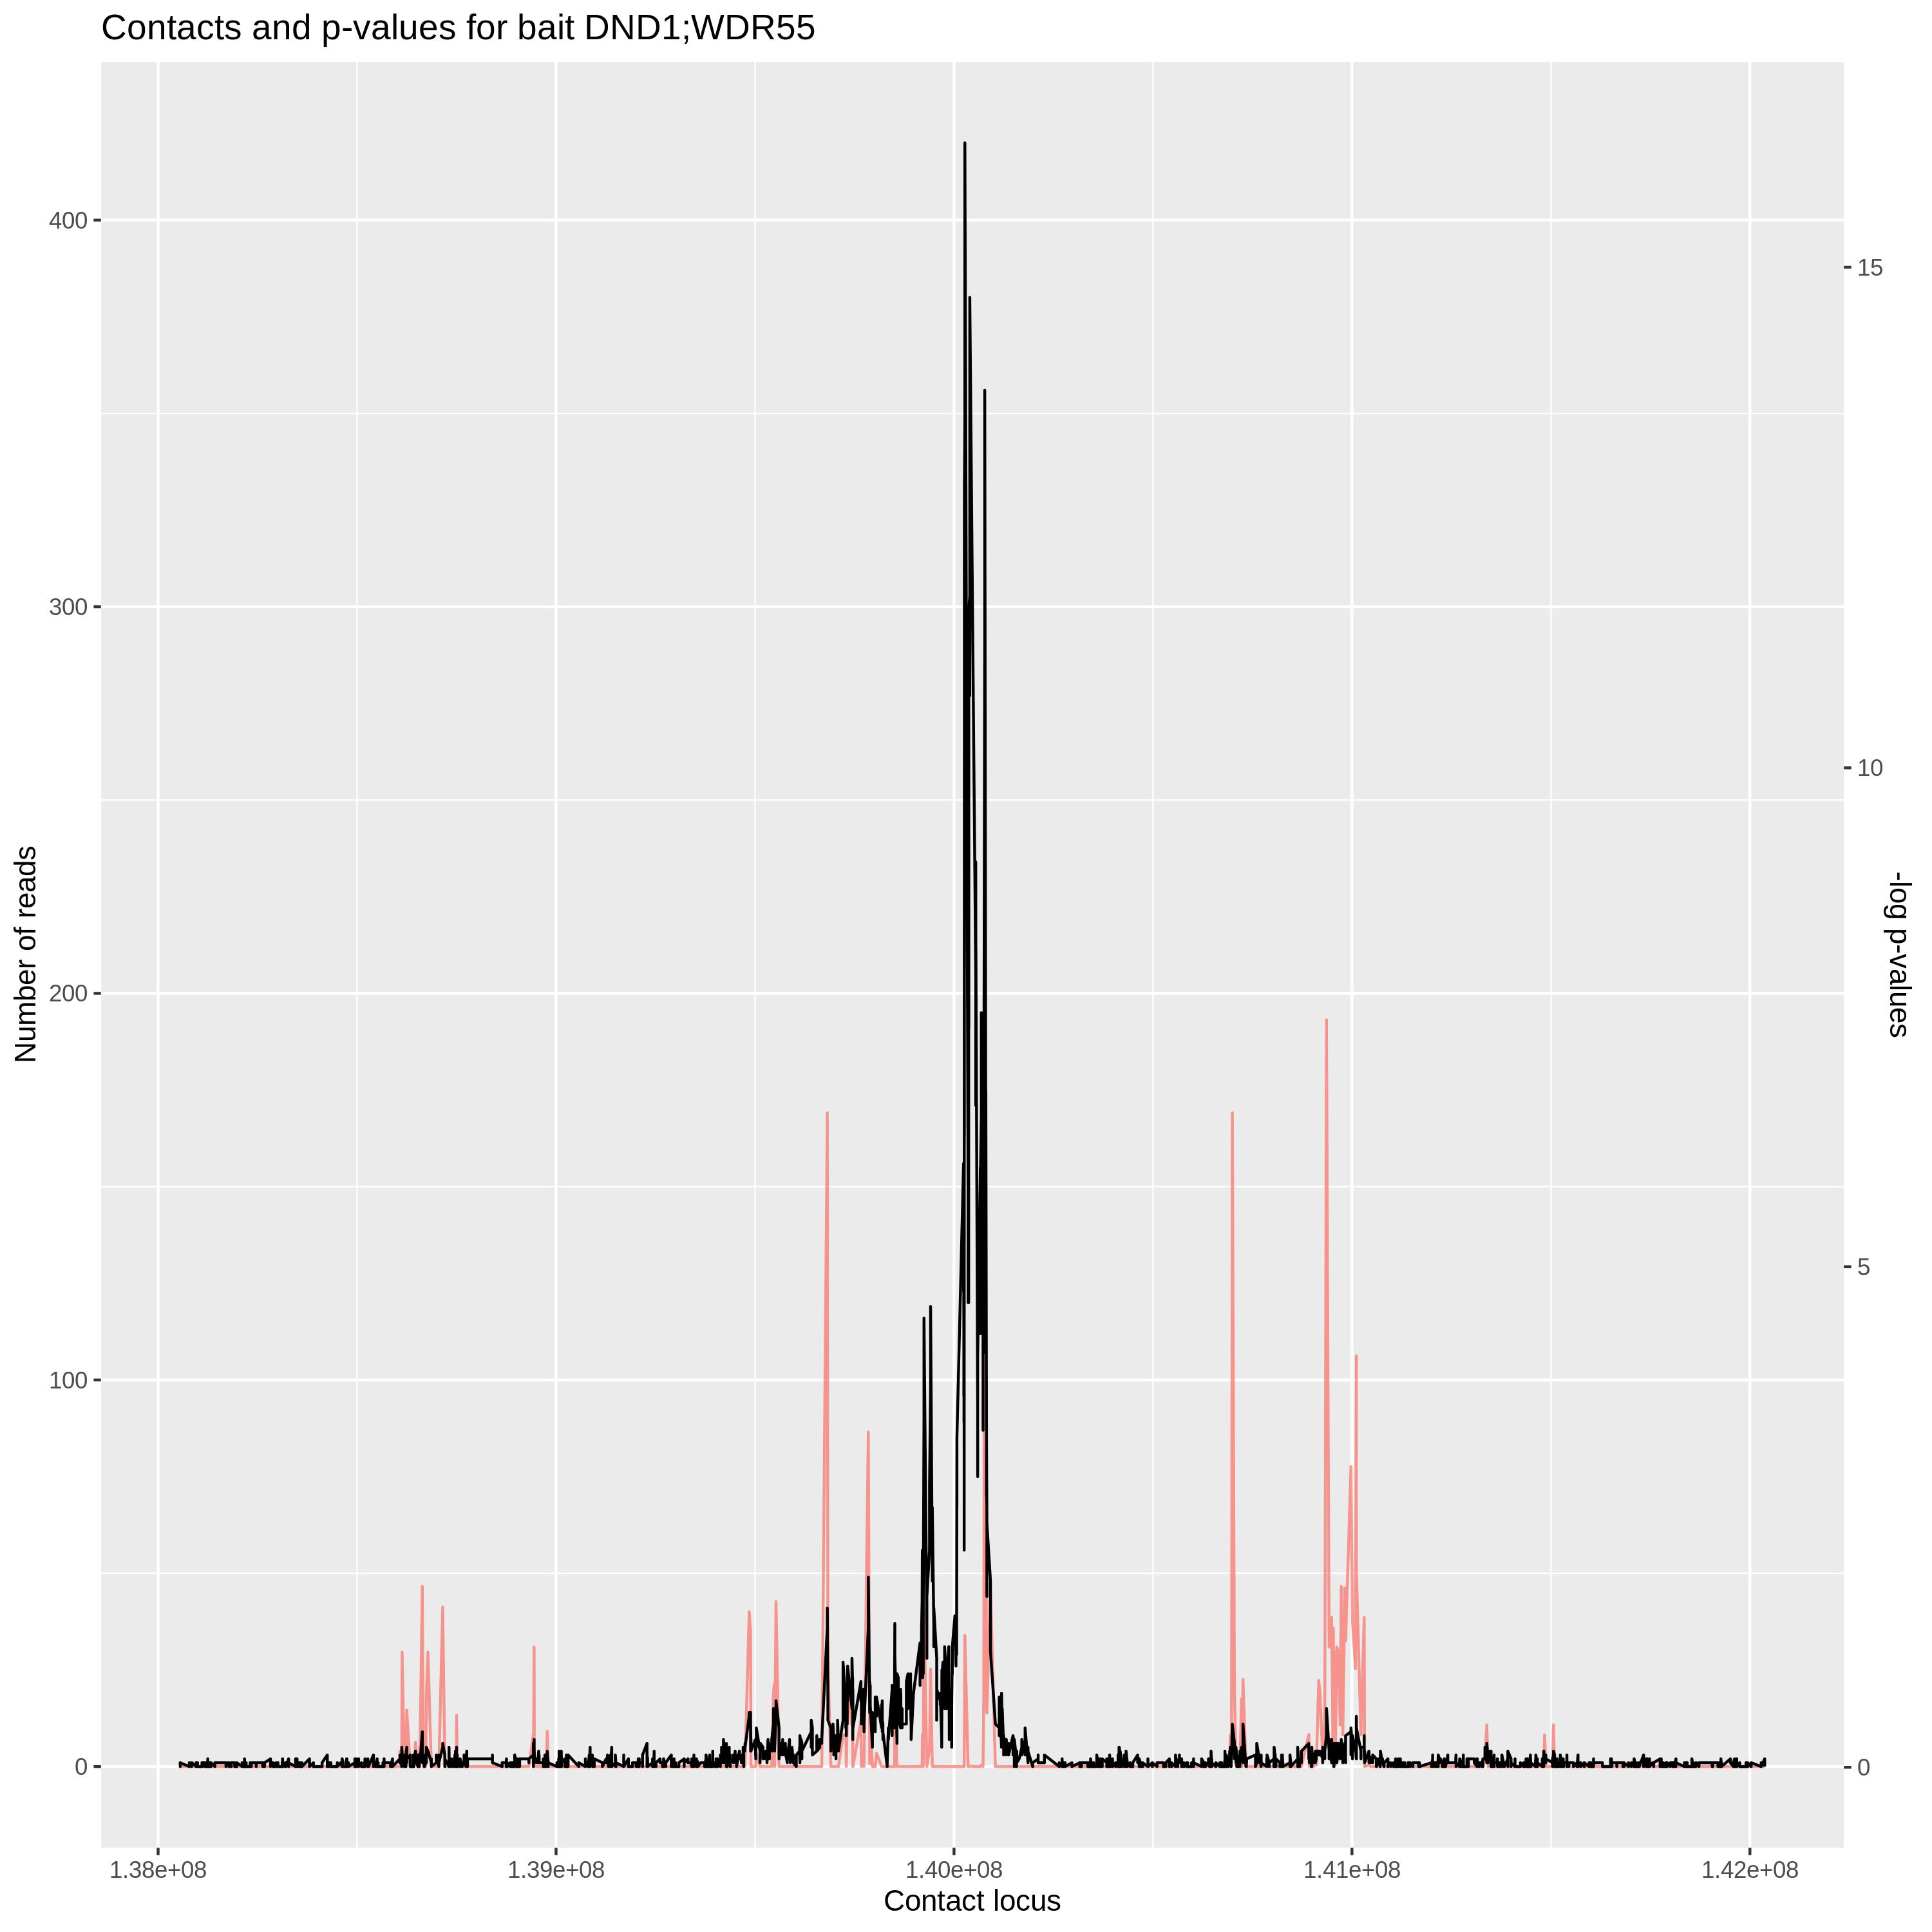 Contacts and p-values for bait DND1;WDR55
400
300
200
100
0
Number of reads
15
10
5
0
-log p-values
1.38e+08 1.39e+08 1.40e+08 1.41e+08 1.42e+08
Contact locus